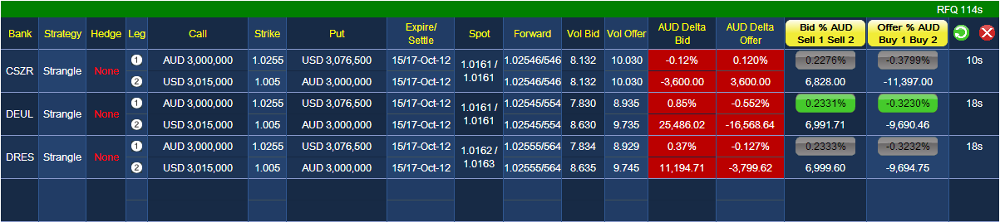 RFQ 114s
Bank Strategy Hedge Leg Call Strike Put Expire/ Settle Spot Forward Vol Bid Vol Offer AUD Delta Bid AUD Delta Offer Bid % AUD Sell 1 Sell 2 Offer % AUD Buy 1 Buy 2
CSZR Strangle None 1 AUD 3,000,000 1.0255 USD 3,076,500 15/17-Oct-12 1.0161 / 1.0161 1.02546/546 8.132 10.030 -0.12% 0.120% 0.2276% -0.3799% 10s
2 USD 3,015,000 1.005 AUD 3,000,000 15/17-Oct-12 1.02546/546 8.132 10.030 -3,600.00 3,600.00 6,828.00 -11,397.00
DEUL Strangle None 1 AUD 3,000,000 1.0255 USD 3,076,500 15/17-Oct-12 1.0161 / 1.0161 1.02545/554 7.830 8.935 0.85% -0.552% 0.2331% -0.3230% 18s
2 USD 3,015,000 1.005 AUD 3,000,000 15/17-Oct-12 1.02545/554 8.630 9.735 25,486.02 -16,568.64 6,991.71 -9,690.46
DRES Strangle None 1 AUD 3,000,000 1.0255 USD 3,076,500 15/17-Oct-12 1.0162 / 1.0163 1.02555/564 7.834 8.929 0.37% -0.127% 0.2333% -0.3232% 18s
2 USD 3,015,000 1.005 AUD 3,000,000 15/17-Oct-12 1.02555/564 8.635 9.745 11,194.71 -3,799.62 6,999.60 -9,694.75